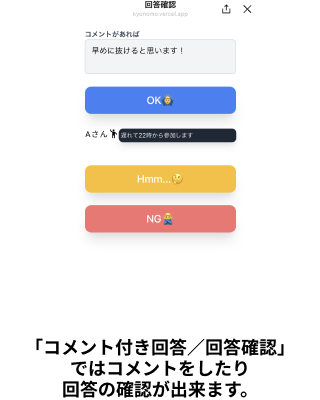 回答確認
kyonomo.vercel.app
コメントがあれば
早めに抜けると思います！
OK🙆‍♂️
Aさん
遅れて22時から参加します
Hmm...🤔
NG🙅‍♂️
「コメント付き回答／回答確認」
ではコメントをしたり
回答の確認が出来ます。